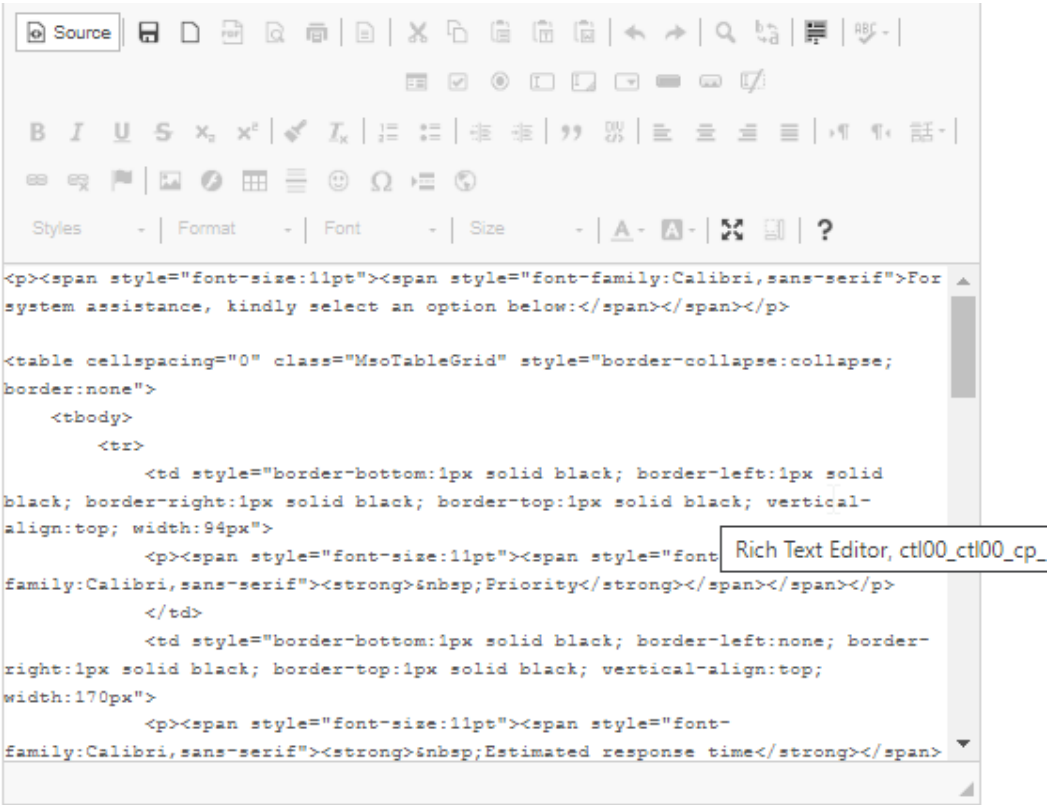 Source
PDF
ABC
B I U S x₂ x² Tx DIV 話
Styles Format Font Size A A ?
<p><span style="font-size:11pt"><span style="font-family:Calibri,sans-serif">For
system assistance, kindly select an option below:</span></span></p>
<table cellspacing="0" class="MsoTableGrid" style="border-collapse:collapse;
border:none">
<tbody>
<tr>
<td style="border-bottom:1px solid black; border-left:1px solid
black; border-right:1px solid black; border-top:1px solid black; vertical-
align:top; width:94px">
<p><span style="font-size:11pt"><span style="font
Rich Text Editor, ctl00_ctl00_cp_
family:Calibri,sans-serif"><strong>&nbsp;Priority</strong></span></span></p>
</td>
<td style="border-bottom:1px solid black; border-left:none; border-
right:1px solid black; border-top:1px solid black; vertical-align:top;
width:170px">
<p><span style="font-size:11pt"><span style="font-
family:Calibri,sans-serif"><strong>&nbsp;Estimated response time</strong></span>